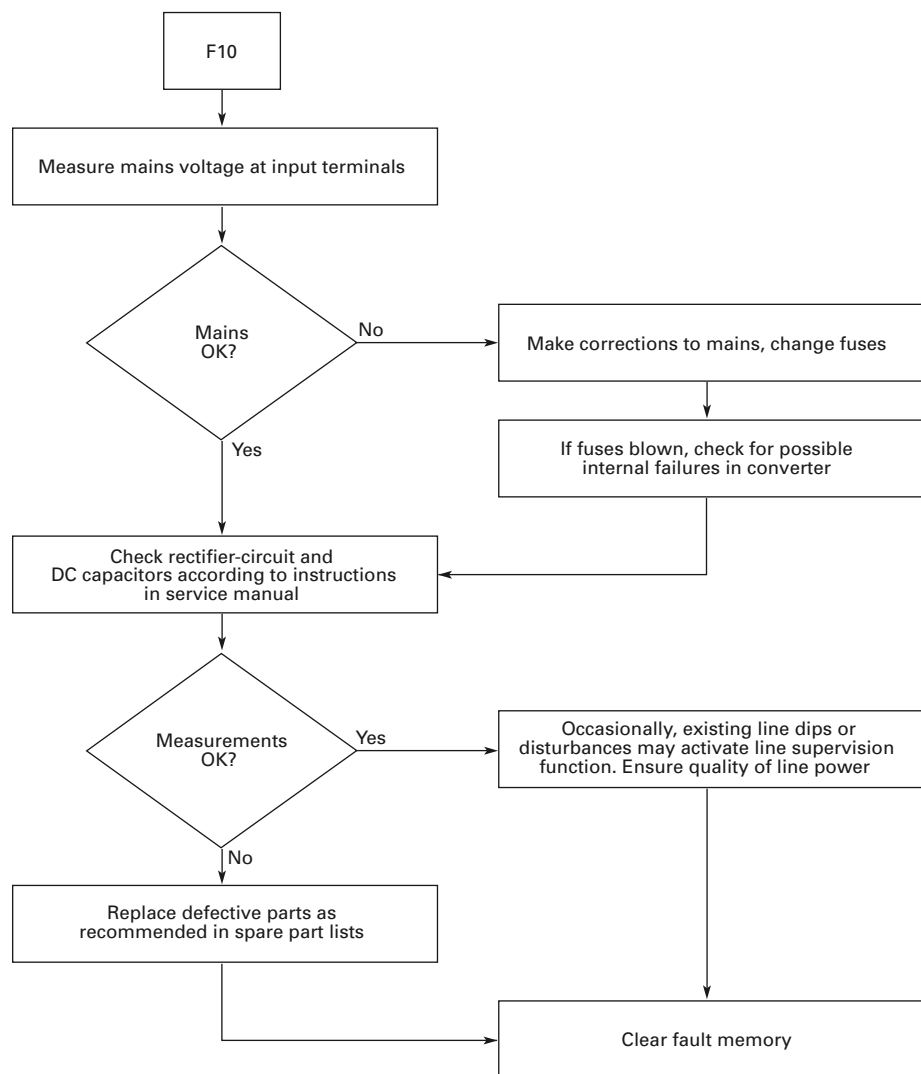 F10
Measure mains voltage at input terminals
Mains
OK?
No
Make corrections to mains, change fuses
If fuses blown, check for possible
internal failures in converter
Yes
Check rectifier-circuit and
DC capacitors according to instructions
in service manual
Measurements
OK?
Yes
Occasionally, existing line dips or
disturbances may activate line supervision
function. Ensure quality of line power
No
Replace defective parts as
recommended in spare part lists
Clear fault memory